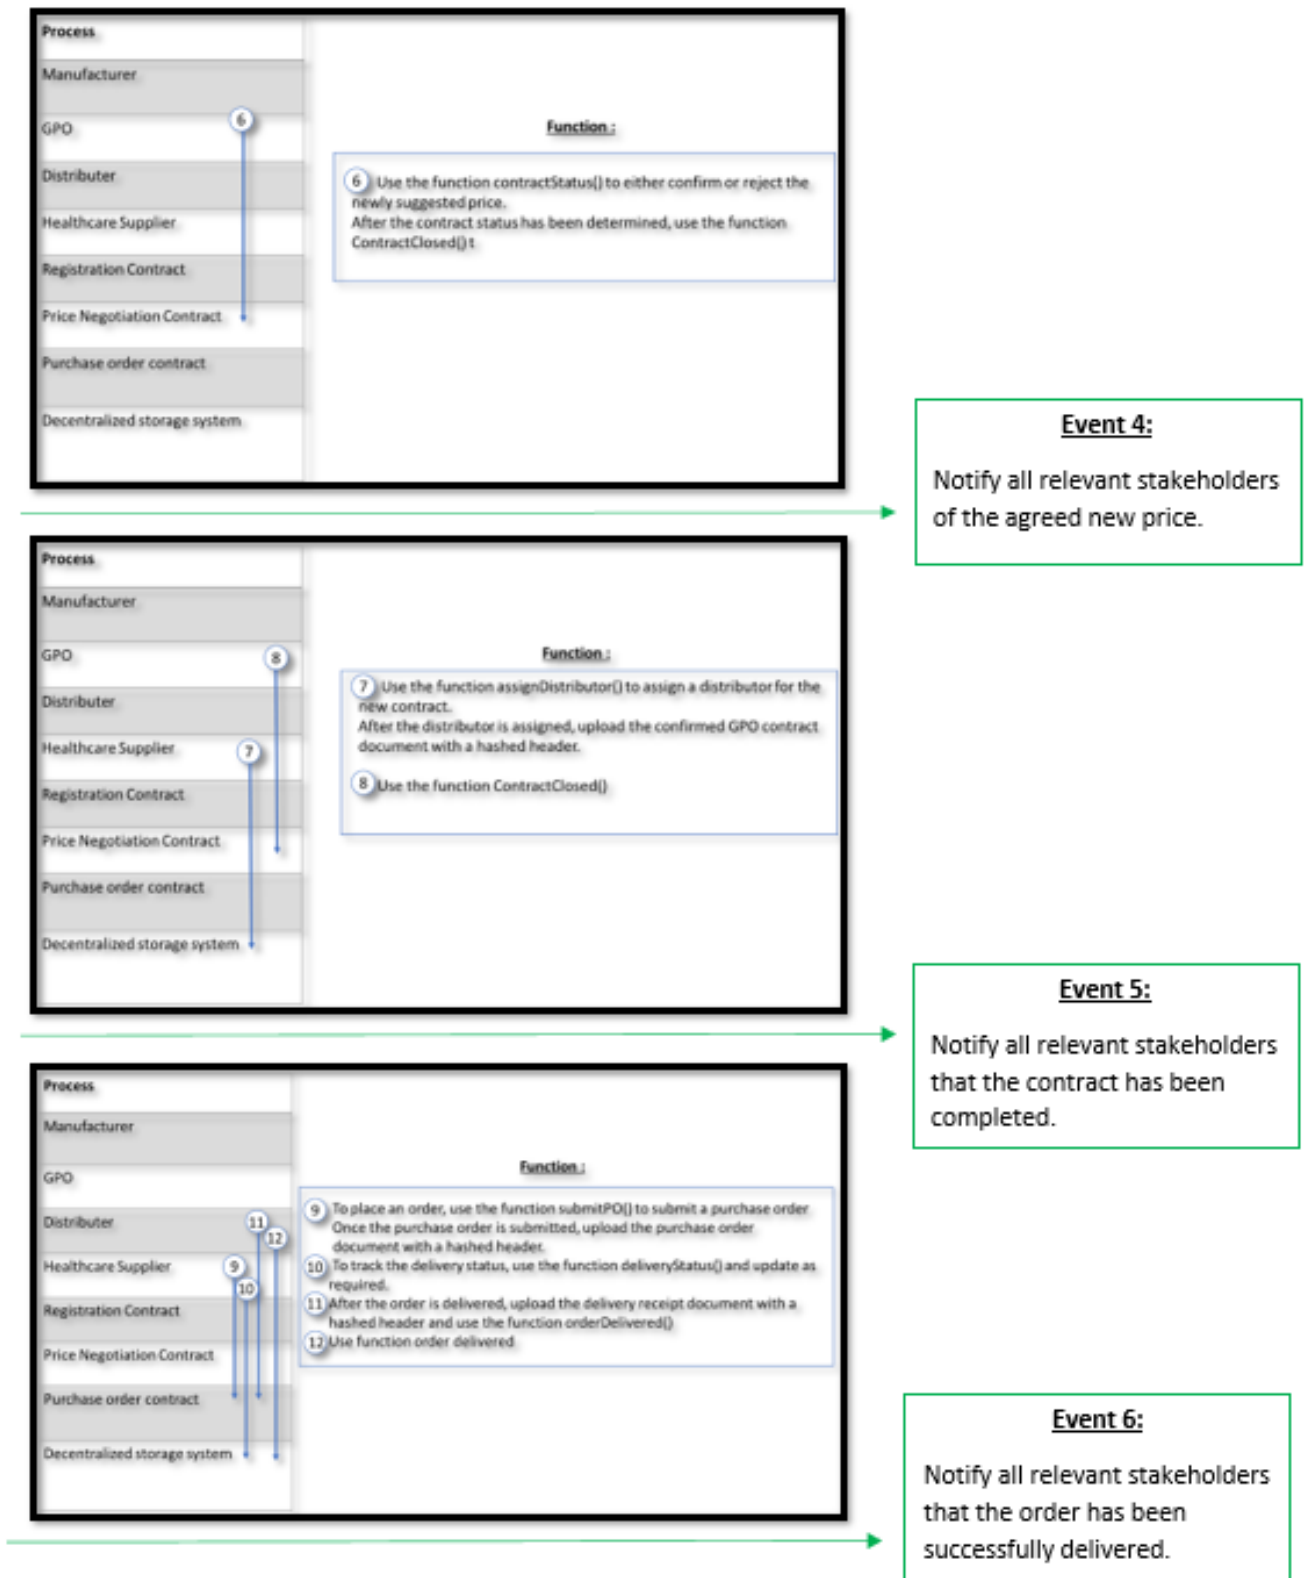 Process
Manufacturer
GPO
6
Distributer
Healthcare Supplier
Registration Contract
Price Negotiation Contract
Purchase order contract
Decentralized storage system
Function :
6 Use the function contractStatus() to either confirm or reject the
newly suggested price.
After the contract status has been determined, use the function
ContractClosed() t
Event 4:
Notify all relevant stakeholders
of the agreed new price.
Process
Manufacturer
GPO
8
Distributer
Healthcare Supplier
7
Registration Contract
Price Negotiation Contract
Purchase order contract
Decentralized storage system
Function :
7 Use the function assignDistributor() to assign a distributor for the
new contract.
After the distributor is assigned, upload the confirmed GPO contract
document with a hashed header.
8 Use the function ContractClosed()
Event 5:
Notify all relevant stakeholders
that the contract has been
completed.
Process
Manufacturer
GPO
Distributer
11
12
Healthcare Supplier
9
10
Registration Contract
Price Negotiation Contract
Purchase order contract
Decentralized storage system
Function :
9 To place an order, use the function submitPO() to submit a purchase order
Once the purchase order is submitted, upload the purchase order
document with a hashed header.
10 To track the delivery status, use the function deliveryStatus() and update as
required.
11 After the order is delivered, upload the delivery receipt document with a
hashed header and use the function orderDelivered()
12 Use function order delivered
Event 6:
Notify all relevant stakeholders
that the order has been
successfully delivered.